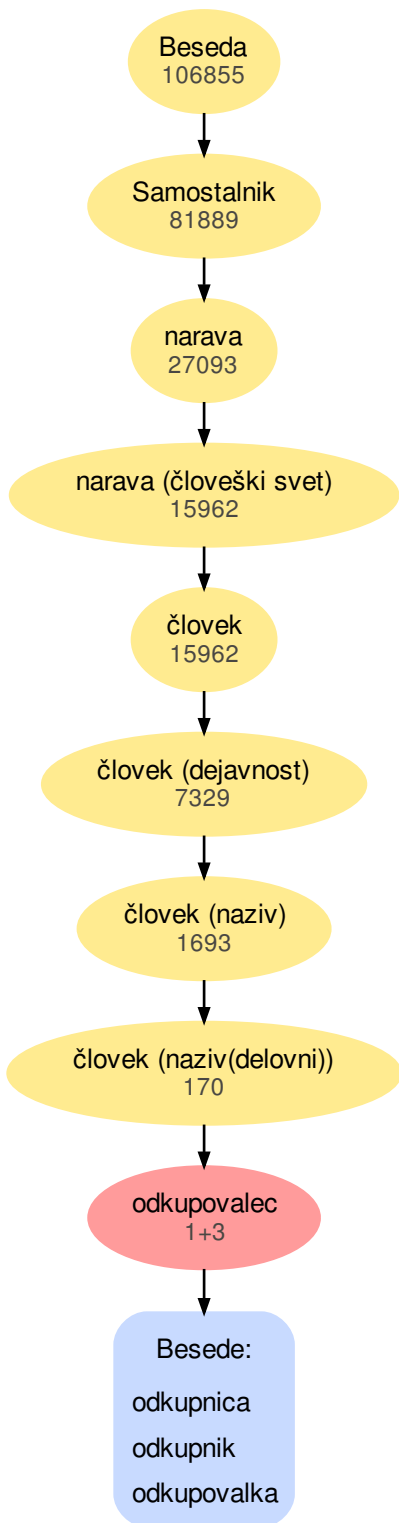 Beseda
106855
Samostalnik
81889
narava
27093
narava (človeški svet)
15962
človek
15962
človek (dejavnost)
7329
človek (naziv)
1693
človek (naziv(delovni))
170
odkupovalec
1+3
Besede:
odkupnica
odkupnik
odkupovalka